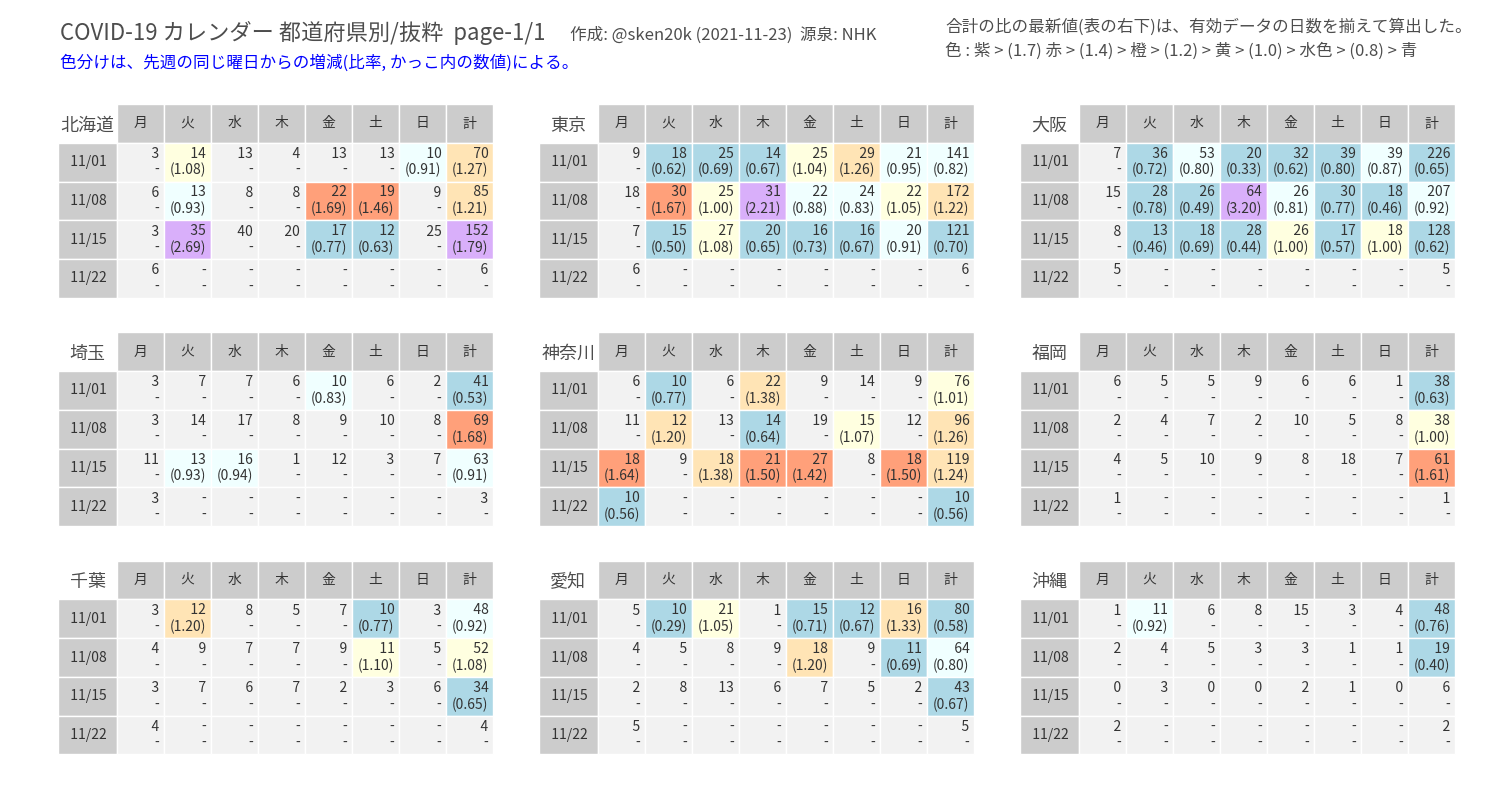 COVID-19 カレンダー 都道府県別/抜粋 page-1/1 作成: @sken20k (2021-11-23) 源泉: NHK
色分けは、先週の同じ曜日からの増減(比率, かっこ内の数値)による。
合計の比の最新値(表の右下)は、有効データの日数を揃えて算出した。
色 : 紫 > (1.7) 赤 > (1.4) 橙 > (1.2) 黄 > (1.0) > 水色 > (0.8) > 青
北海道 月 火 水 木 金 土 日 計
11/01 3 14 13 4 13 13 10 70
- (1.08) - - - - (0.91) (1.27)
11/08 6 13 8 8 22 19 9 85
- (0.93) - - (1.69) (1.46) - (1.21)
11/15 3 35 40 20 17 12 25 152
- (2.69) - - (0.77) (0.63) - (1.79)
11/22 6 - - - - - - 6
- - - - - - - -
東京 月 火 水 木 金 土 日 計
11/01 9 18 25 14 25 29 21 141
- (0.62) (0.69) (0.67) (1.04) (1.26) (0.95) (0.82)
11/08 18 30 25 31 22 24 22 172
- (1.67) (1.00) (2.21) (0.88) (0.83) (1.05) (1.22)
11/15 7 15 27 20 16 16 20 121
- (0.50) (1.08) (0.65) (0.73) (0.67) (0.91) (0.70)
11/22 6 - - - - - - 6
- - - - - - - -
大阪 月 火 水 木 金 土 日 計
11/01 7 36 53 20 32 39 39 226
- (0.72) (0.80) (0.33) (0.62) (0.80) (0.87) (0.65)
11/08 15 28 26 64 26 30 18 207
- (0.78) (0.49) (3.20) (0.81) (0.77) (0.46) (0.92)
11/15 8 13 18 28 26 17 18 128
- (0.46) (0.69) (0.44) (1.00) (0.57) (1.00) (0.62)
11/22 5 - - - - - - 5
- - - - - - - -
埼玉 月 火 水 木 金 土 日 計
11/01 3 7 7 6 10 6 2 41
- - - - (0.83) - - (0.53)
11/08 3 14 17 8 9 10 8 69
- - - - - - - (1.68)
11/15 11 13 16 1 12 3 7 63
- (0.93) (0.94) - - - - (0.91)
11/22 3 - - - - - - 3
- - - - - - - -
神奈川 月 火 水 木 金 土 日 計
11/01 6 10 6 22 9 14 9 76
- (0.77) - (1.38) - - - (1.01)
11/08 11 12 13 14 19 15 12 96
- (1.20) - (0.64) - (1.07) - (1.26)
11/15 18 9 18 21 27 8 18 119
(1.64) - (1.38) (1.50) (1.42) - (1.50) (1.24)
11/22 10 - - - - - - 10
(0.56) - - - - - - (0.56)
福岡 月 火 水 木 金 土 日 計
11/01 6 5 5 9 6 6 1 38
- - - - - - - (0.63)
11/08 2 4 7 2 10 5 8 38
- - - - - - - (1.00)
11/15 4 5 10 9 8 18 7 61
- - - - - - - (1.61)
11/22 1 - - - - - - 1
- - - - - - - -
千葉 月 火 水 木 金 土 日 計
11/01 3 12 8 5 7 10 3 48
- (1.20) - - - (0.77) - (0.92)
11/08 4 9 7 7 9 11 5 52
- - - - - (1.10) - (1.08)
11/15 3 7 6 7 2 3 6 34
- - - - - - - (0.65)
11/22 4 - - - - - - 4
- - - - - - - -
愛知 月 火 水 木 金 土 日 計
11/01 5 10 21 1 15 12 16 80
- (0.29) (1.05) - (0.71) (0.67) (1.33) (0.58)
11/08 4 5 8 9 18 9 11 64
- - - - (1.20) - (0.69) (0.80)
11/15 2 8 13 6 7 5 2 43
- - - - - - - (0.67)
11/22 5 - - - - - - 5
- - - - - - - -
沖縄 月 火 水 木 金 土 日 計
11/01 1 11 6 8 15 3 4 48
- (0.92) - - - - - (0.76)
11/08 2 4 5 3 3 1 1 19
- - - - - - - (0.40)
11/15 0 3 0 0 2 1 0 6
- - - - - - - -
11/22 2 - - - - - - 2
- - - - - - - -